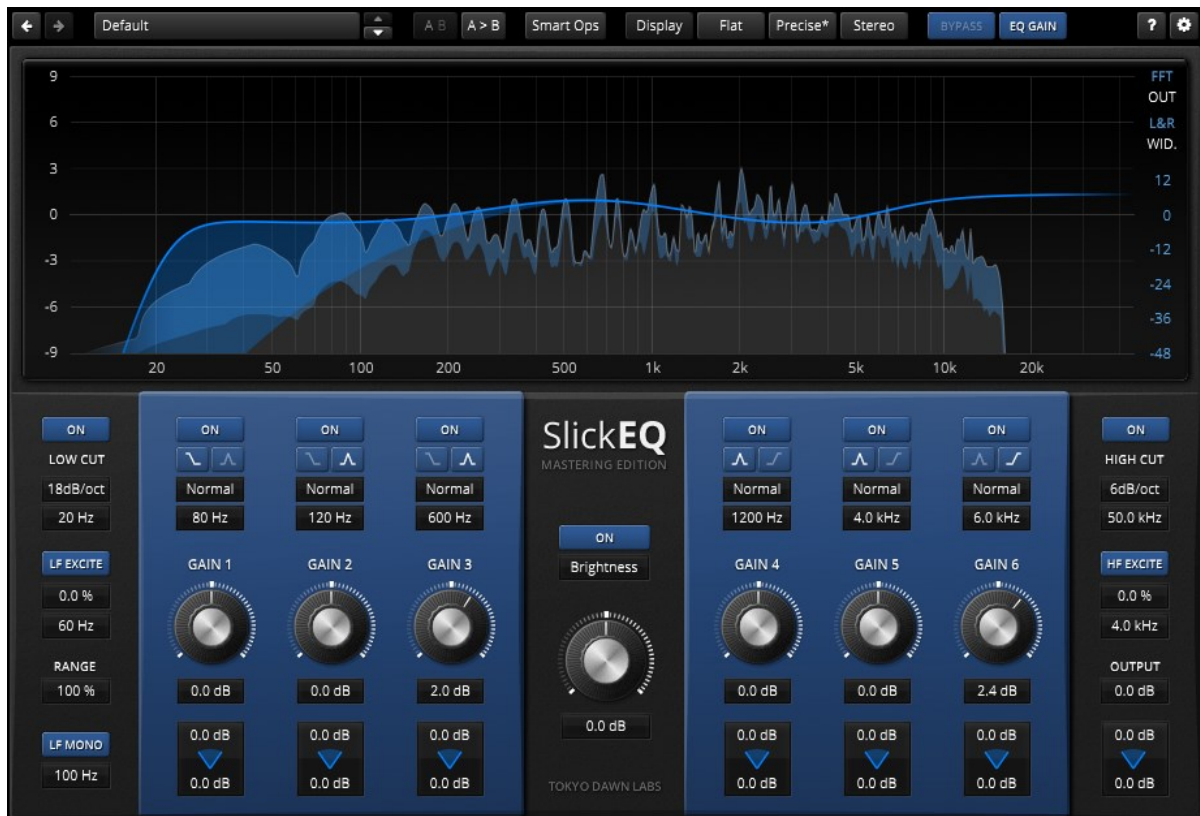 Default
A B
A > B
Smart Ops
Display
Flat
Precise*
Stereo
BYPASS
EQ GAIN
?
9
6
3
0
-3
-6
-9
FFT
OUT
L&R
WID.
12
0
-12
-24
-36
-48
20 50 100 200 500 1k 2k 5k 10k 20k
ON
LOW CUT
18dB/oct
20 Hz
LF EXCITE
0.0 %
60 Hz
RANGE
100 %
LF MONO
100 Hz
ON
Normal
80 Hz
GAIN 1
0.0 dB
0.0 dB
0.0 dB
ON
Normal
120 Hz
GAIN 2
0.0 dB
0.0 dB
0.0 dB
ON
Normal
600 Hz
GAIN 3
2.0 dB
0.0 dB
0.0 dB
SlickEQ
MASTERING EDITION
ON
Brightness
0.0 dB
TOKYO DAWN LABS
ON
Normal
1200 Hz
GAIN 4
0.0 dB
0.0 dB
0.0 dB
ON
Normal
4.0 kHz
GAIN 5
0.0 dB
0.0 dB
0.0 dB
ON
Normal
6.0 kHz
GAIN 6
2.4 dB
0.0 dB
0.0 dB
ON
HIGH CUT
6dB/oct
50.0 kHz
HF EXCITE
0.0 %
4.0 kHz
OUTPUT
0.0 dB
0.0 dB
0.0 dB